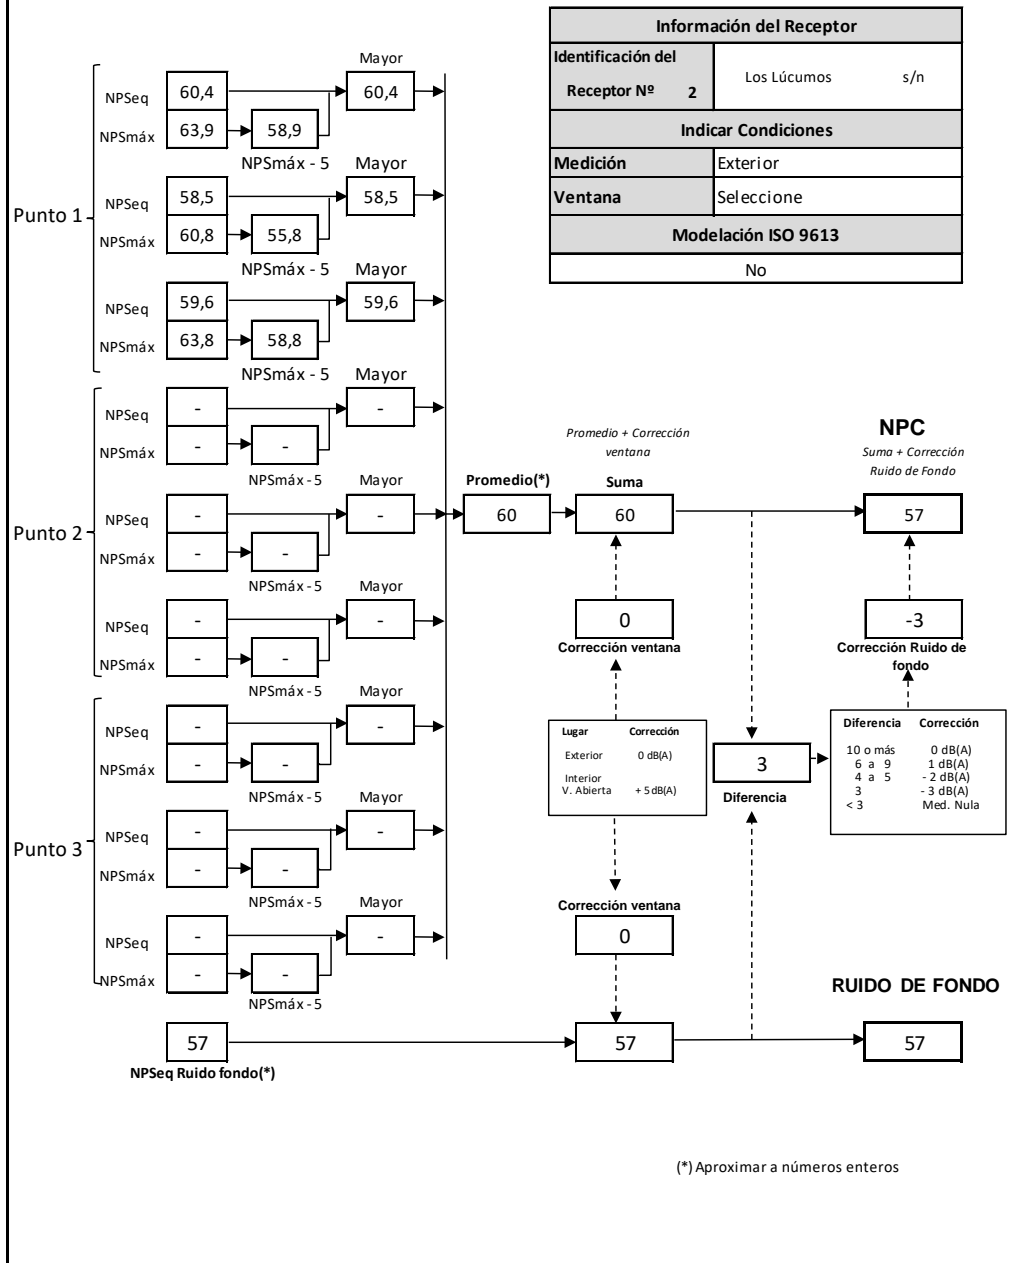 Información del Receptor
Identificación del
Receptor Nº 2
Los Lúcumos s/n
Indicar Condiciones
Medición Exterior
Ventana Seleccione
Modelación ISO 9613
No
Punto 1
Mayor
NPSeq 60,4 60,4
NPSmáx 63,9 58,9
NPSmáx - 5 Mayor
NPSeq 58,5 58,5
NPSmáx 60,8 55,8
NPSmáx - 5 Mayor
NPSeq 59,6 59,6
NPSmáx 63,8 58,8
NPSmáx - 5 Mayor
Punto 2
NPSeq - -
NPSmáx - -
NPSmáx - 5 Mayor
NPSeq - -
NPSmáx - -
NPSmáx - 5 Mayor
NPSeq - -
NPSmáx - -
NPSmáx - 5 Mayor
Punto 3
NPSeq - -
NPSmáx - -
NPSmáx - 5 Mayor
NPSeq - -
NPSmáx - -
NPSmáx - 5 Mayor
NPSeq - -
NPSmáx - -
NPSmáx - 5
57
NPSeq Ruido fondo(*)
Promedio(*)
60
Promedio + Corrección
ventana
Suma
60
0
Corrección ventana
Lugar Corrección
Exterior 0 dB(A)
Interior
V. Abierta + 5 dB(A)
Corrección ventana
0
57
3
Diferencia
NPC
Suma + Corrección
Ruido de Fondo
57
-3
Corrección Ruido de
fondo
Diferencia Corrección
10 o más 0 dB(A)
6 a 9 1 dB(A)
4 a 5 - 2 dB(A)
3 - 3 dB(A)
< 3 Med. Nula
RUIDO DE FONDO
57
(*) Aproximar a números enteros